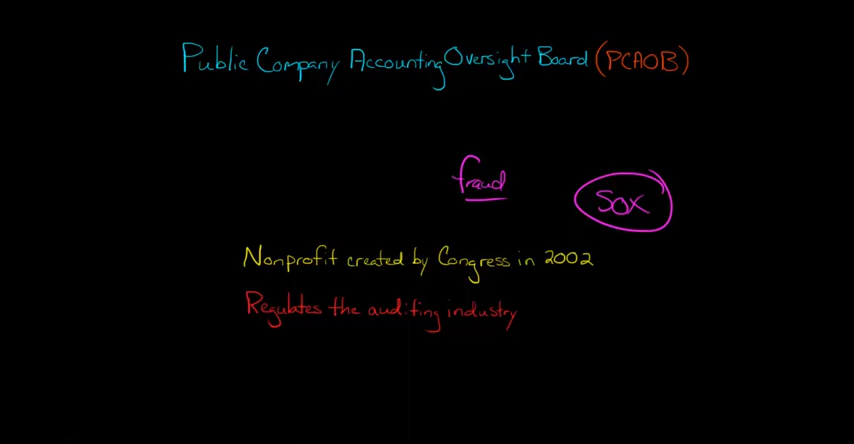 Public Company Accounting Oversight Board (PCAOB)
fraud
SOX
Nonprofit created by Congress in 2002
Regulates the auditing industry